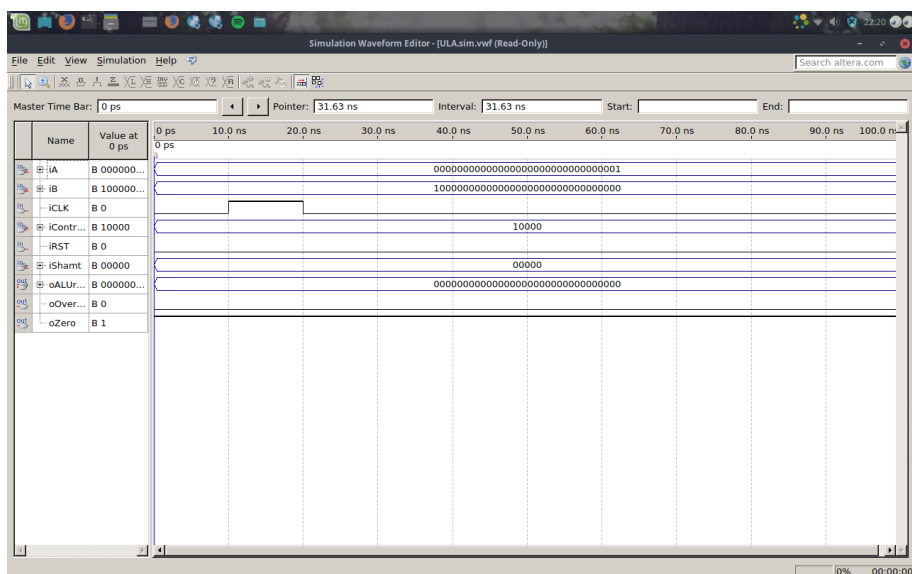 22:20
Simulation Waveform Editor - [ULA.sim.vwf (Read-Only)]
File Edit View Simulation Help
Search altera.com
Master Time Bar: 0 ps Pointer: 31.63 ns Interval: 31.63 ns Start: End:
Name Value at 0 ps
0 ps 10.0 ns 20.0 ns 30.0 ns 40.0 ns 50.0 ns 60.0 ns 70.0 ns 80.0 ns 90.0 ns 100.0 n
0 ps
iA B 000000... 00000000000000000000000000000001
iB B 100000... 10000000000000000000000000000000
iCLK B 0
iContr... B 10000 10000
iRST B 0
iShamt B 00000 00000
oALUr... B 000000... 00000000000000000000000000000000
oOver... B 0
oZero B 1
0% 00:00:00